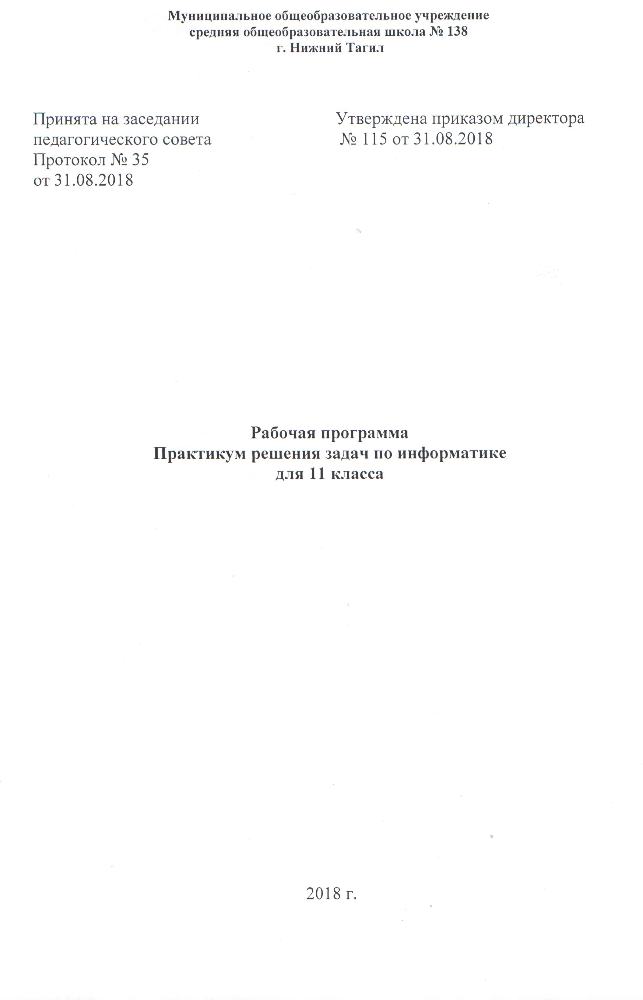 Муниципальное общеобразовательное учреждение
средняя общеобразовательная школа № 138
г. Нижний Тагил
Принята на заседании
педагогического совета
Протокол № 35
от 31.08.2018
Утверждена приказом директора
№ 115 от 31.08.2018
Рабочая программа
Практикум решения задач по информатике
для 11 класса
2018 г.